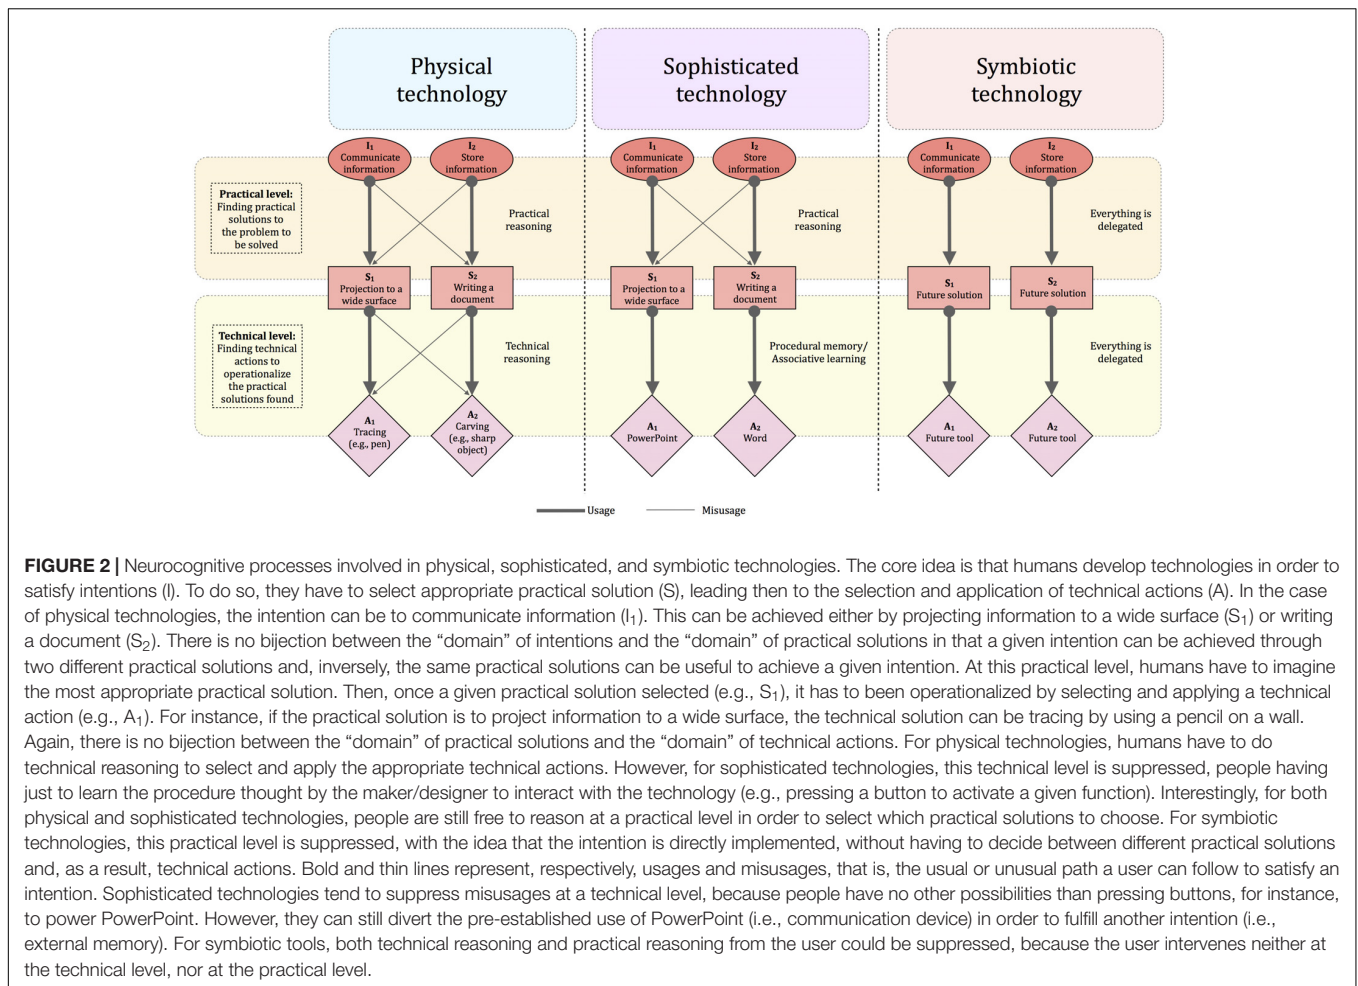 Physical
technology
Sophisticated
technology
Symbiotic
technology
I₁
Communicate
information
I₂
Store
information
I₁
Communicate
information
I₂
Store
information
I₁
Communicate
information
I₂
Store
information
Practical level:
Finding practical
solutions to
the problem to
be solved
Practical
reasoning
Practical
reasoning
Everything is
delegated
S₁
Projection to a
wide surface
S₂
Writing a
document
S₁
Projection to a
wide surface
S₂
Writing a
document
S₁
Future solution
S₂
Future solution
Technical level:
Finding technical
actions to
operationalize
the practical
solutions found
Technical
reasoning
Procedural memory/
Associative learning
Everything is
delegated
A₁
Tracing
(e.g., pen)
A₂
Carving
(e.g., sharp
object)
A₁
PowerPoint
A₂
Word
A₁
Future tool
A₂
Future tool
Usage
Misusage
FIGURE 2 | Neurocognitive processes involved in physical, sophisticated, and symbiotic technologies. The core idea is that humans develop technologies in order to
satisfy intentions (I). To do so, they have to select appropriate practical solution (S), leading then to the selection and application of technical actions (A). In the case
of physical technologies, the intention can be to communicate information (I₁). This can be achieved either by projecting information to a wide surface (S₁) or writing
a document (S₂). There is no bijection between the “domain” of intentions and the “domain” of practical solutions in that a given intention can be achieved through
two different practical solutions and, inversely, the same practical solutions can be useful to achieve a given intention. At this practical level, humans have to imagine
the most appropriate practical solution. Then, once a given practical solution selected (e.g., S₁), it has to been operationalized by selecting and applying a technical
action (e.g., A₁). For instance, if the practical solution is to project information to a wide surface, the technical solution can be tracing by using a pencil on a wall.
Again, there is no bijection between the “domain” of practical solutions and the “domain” of technical actions. For physical technologies, humans have to do
technical reasoning to select and apply the appropriate technical actions. However, for sophisticated technologies, this technical level is suppressed, people having
just to learn the procedure thought by the maker/designer to interact with the technology (e.g., pressing a button to activate a given function). Interestingly, for both
physical and sophisticated technologies, people are still free to reason at a practical level in order to select which practical solutions to choose. For symbiotic
technologies, this practical level is suppressed, with the idea that the intention is directly implemented, without having to decide between different practical solutions
and, as a result, technical actions. Bold and thin lines represent, respectively, usages and misusages, that is, the usual or unusual path a user can follow to satisfy an
intention. Sophisticated technologies tend to suppress misusages at a technical level, because people have no other possibilities than pressing buttons, for instance,
to power PowerPoint. However, they can still divert the pre-established use of PowerPoint (i.e., communication device) in order to fulfill another intention (i.e.,
external memory). For symbiotic tools, both technical reasoning and practical reasoning from the user could be suppressed, because the user intervenes neither at
the technical level, nor at the practical level.